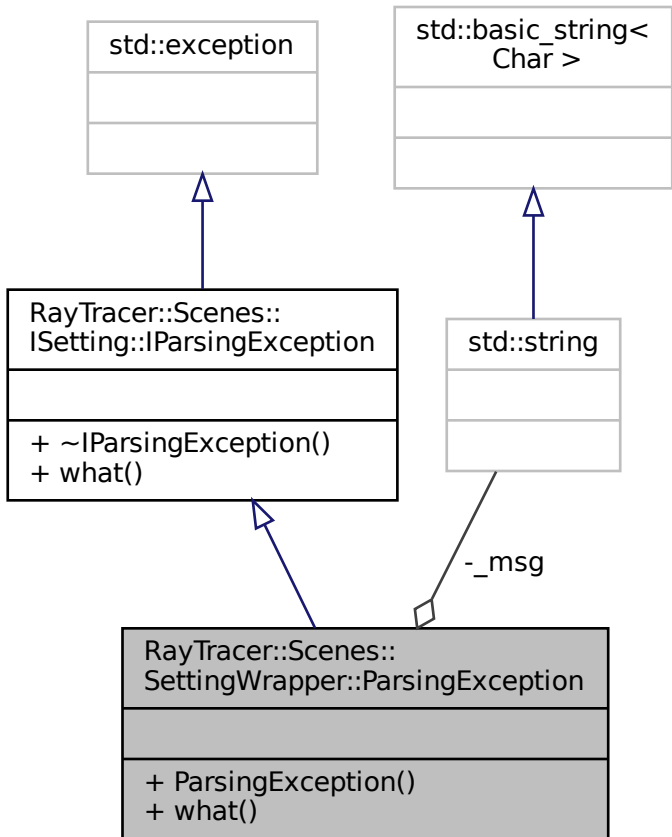 std::exception
std::basic_string<
Char >
RayTracer::Scenes::
ISetting::IParsingException
+ ~IParsingException()
+ what()
std::string
-_msg
RayTracer::Scenes::
SettingWrapper::ParsingException
+ ParsingException()
+ what()